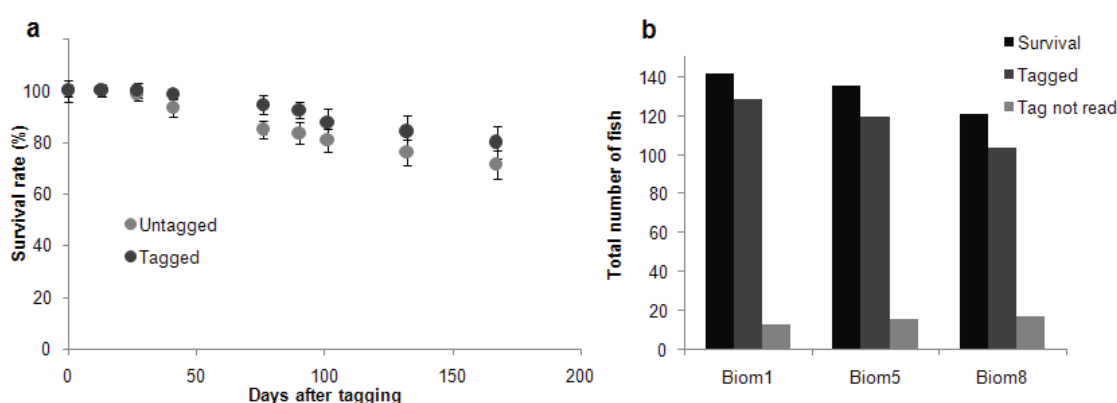 a
Survival rate (%)
100
80
60
40
20
0
0
50
100
150
200
Days after tagging
Untagged
Tagged
b
Total number of fish
140
120
100
80
60
40
20
0
Biom1
Biom5
Biom8
Survival
Tagged
Tag not read